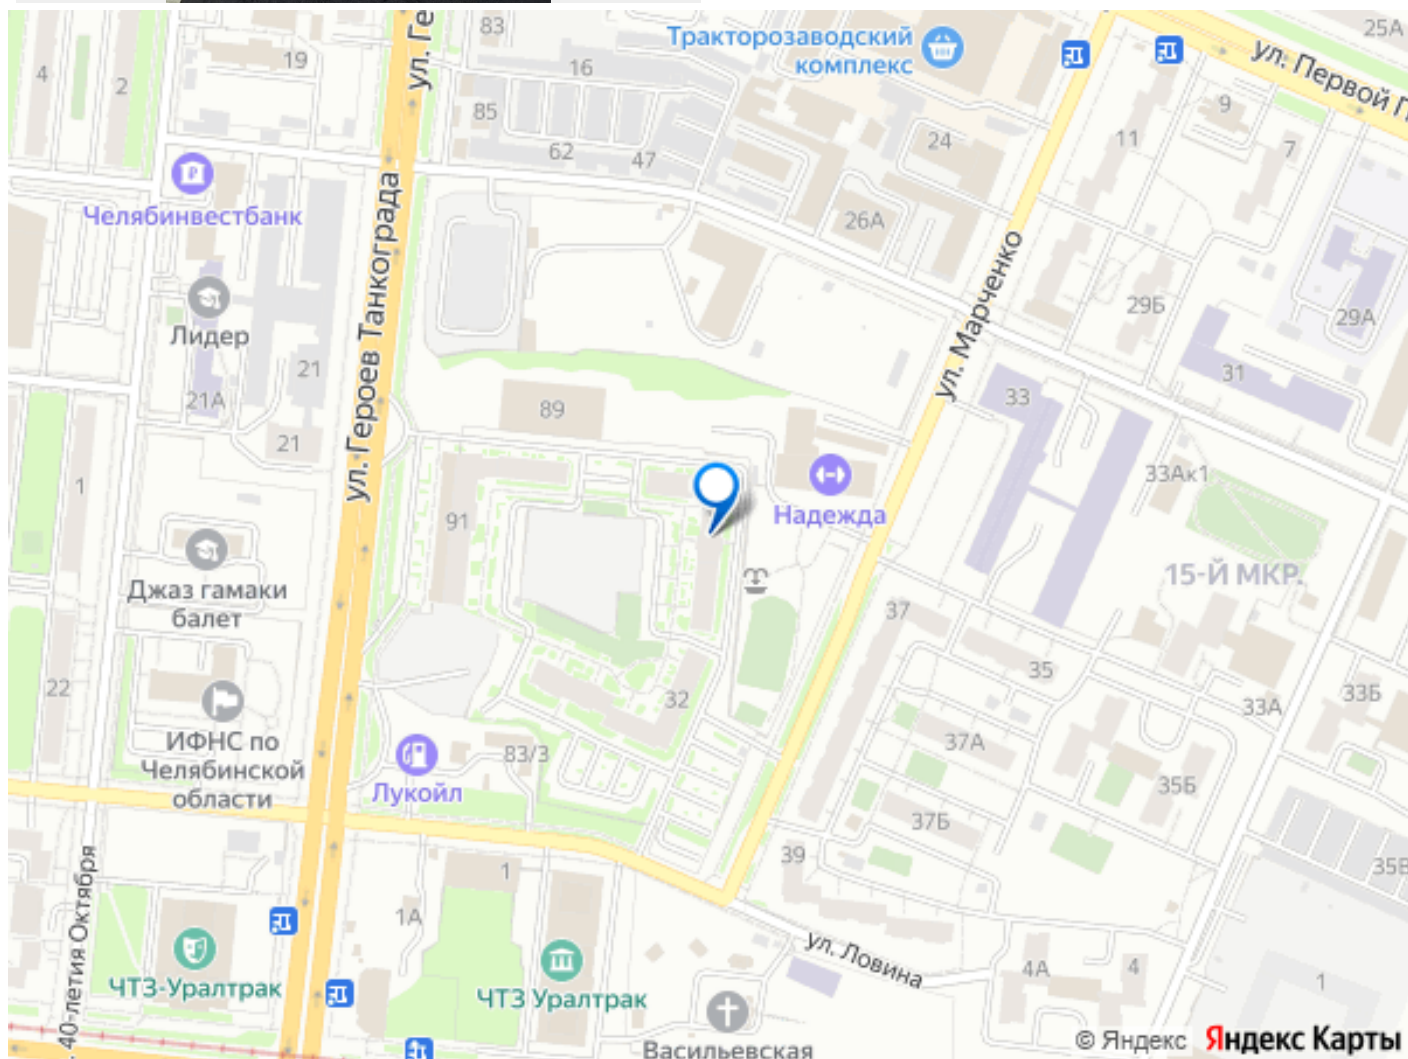 ул. Ге
83
Тракторозаводский
комплекс
25А
ул. Первой П
4
2
19
16
85
62
47
24
11
9
7
Челябинвестбанк
26А
ул. Героев Танкограда
ул. Марченко
29Б
29А
Лидер
21
21А
21
89
33
31
1
91
Надежда
33Ак1
Джаз гамаки
балет
15-Й МКР.
37
35
22
32
33А
33Б
ИФНС по
Челябинской
области
83/3
37А
35Б
Лукойл
37Б
39
35В
1
1А
. 40-летия Октября
ул. Ловина
4А
4
1
ЧТЗ-Уралтрак
ЧТЗ Уралтрак
Васильевская
© Яндекс Яндекс Карты